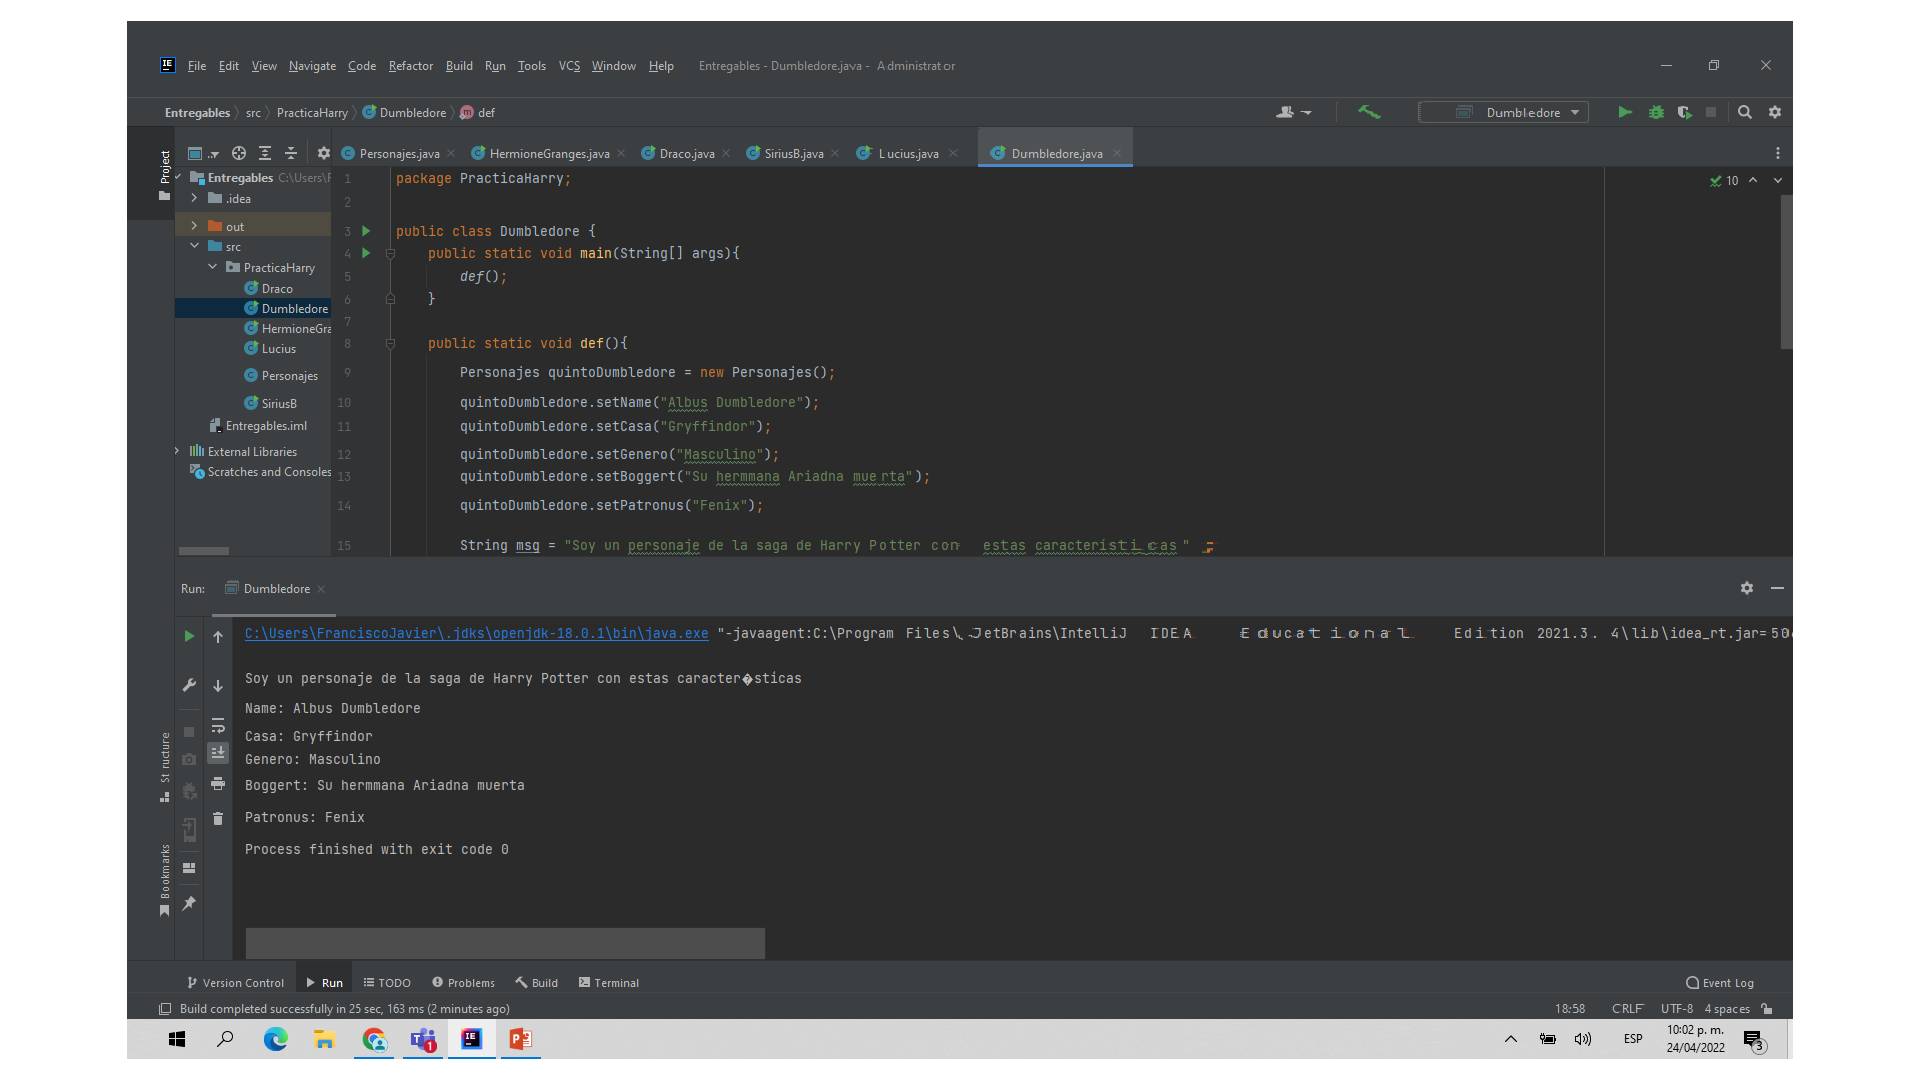 File Edit View Navigate Code Refactor Build Run Tools VCS Window Help Entregables - Dumbledore.java - Administrator
Entregables src PracticaHarry Dumbledore def Dumbledore
Project
Personajes.java HermioneGranges.java Draco.java SiriusB.java Lucius.java Dumbledore.java
Entregables C:\Users\F
.idea
out
src
PracticaHarry
Draco
Dumbledore
HermioneGra
Lucius
Personajes
SiriusB
Entregables.iml
External Libraries
Scratches and Consoles
10
1 package PracticaHarry;
2
3 public class Dumbledore {
4 public static void main(String[] args){
5 def();
6 }
7
8 public static void def(){
9 Personajes quintoDumbledore = new Personajes();
10 quintoDumbledore.setName("Albus Dumbledore");
11 quintoDumbledore.setCasa("Gryffindor");
12 quintoDumbledore.setGenero("Masculino");
13 quintoDumbledore.setBoggert("Su hermmana Ariadna muerta");
14 quintoDumbledore.setPatronus("Fenix");
15 String msg = "Soy un personaje de la saga de Harry Potter con estas caracteristicas"
Run: Dumbledore
C:\Users\FranciscoJavier\.jdks\openjdk-18.0.1\bin\java.exe "-javaagent:C:\Program Files\JetBrains\IntelliJ IDEA Educational Edition 2021.3.4\lib\idea_rt.jar=50
Soy un personaje de la saga de Harry Potter con estas caracter�sticas
Name: Albus Dumbledore
Casa: Gryffindor
Genero: Masculino
Boggert: Su hermmana Ariadna muerta
Patronus: Fenix
Process finished with exit code 0
Structure
Bookmarks
Version Control Run TODO Problems Build Terminal Event Log
Build completed successfully in 25 sec, 163 ms (2 minutes ago) 18:58 CRLF UTF-8 4 spaces
ESP 10:02 p. m.
24/04/2022
3
1